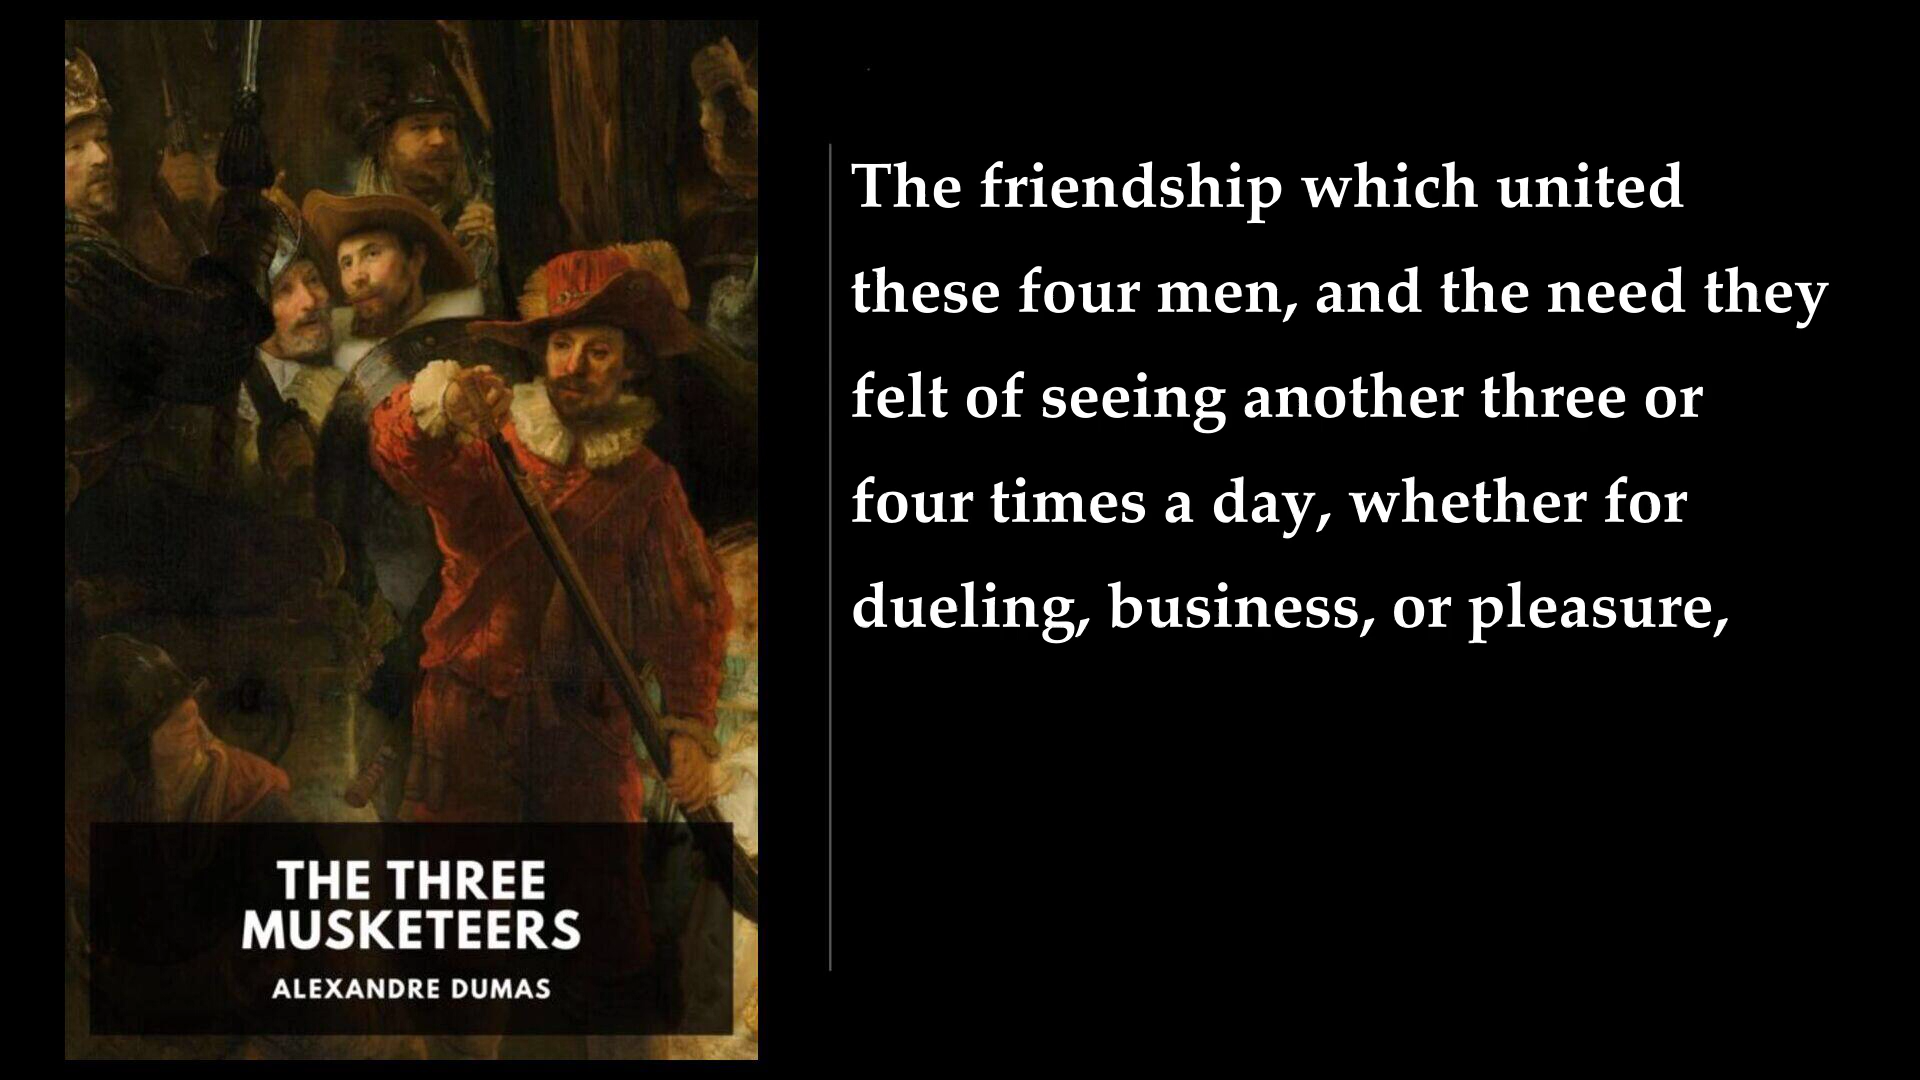 The friendship which united
these four men, and the need they
felt of seeing another three or
four times a day, whether for
dueling, business, or pleasure,
THE THREE
MUSKETEERS
ALEXANDRE DUMAS